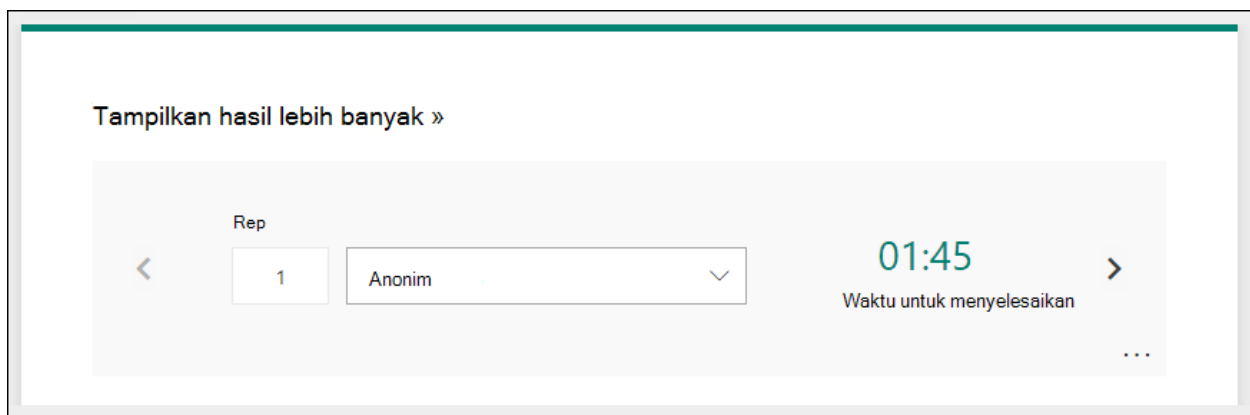 Tampilkan hasil lebih banyak »
Rep
1
Anonim
01:45
Waktu untuk menyelesaikan
...